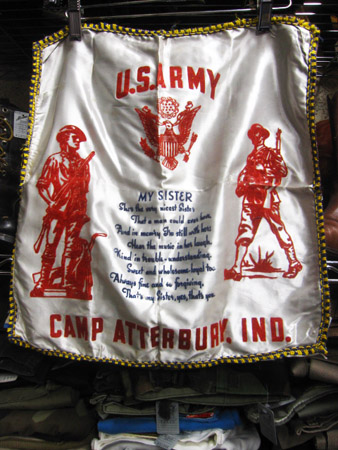 U.S. ARMY
MY SISTER
She's the very nicest Sister
That a man could ever have,
And in memory I'm still with her
Hear the music in her laugh.
Kind in trouble - understanding,
Sweet and wholesome - loyal too.
Always fine and so forgiving,
That's my Sister, yes, that's you.
CAMP ATTERBURY, IND.